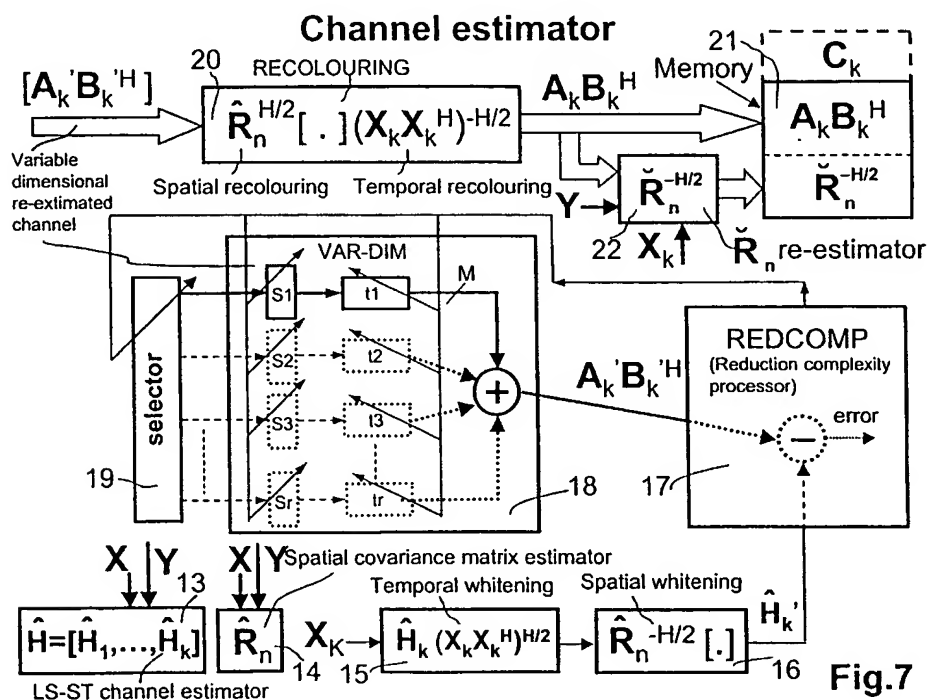 Channel estimator
20
RECOLOURING
21
C_k
[A_k'B_k'^H]
R̂_n^{H/2} [ . ] (X_k X_k^H)^{-H/2}
A_k B_k^H
Memory
A_k B_k^H
Variable
dimensional
re-extimated
channel
Spatial recolouring
Temporal recolouring
Y
R̆_n^{-H/2}
R̆_n^{-H/2}
22
X_k
R̆_n re-estimator
VAR-DIM
M
S1
t1
S2
t2
S3
t3
Sr
tr
selector
19
+
18
A_k'B_k'^H
REDCOMP
(Reduction complexity
processor)
error
−
17
X
Y
13
X
Y
Spatial covariance matrix estimator
Temporal whitening
Spatial whitening
Ĥ=[Ĥ_1,...,Ĥ_k]
R̂_n
14
X_K
Ĥ_k (X_k X_k^H)^{H/2}
15
R̂_n^{-H/2} [.]
16
Ĥ_k'
LS-ST channel estimator
Fig.7